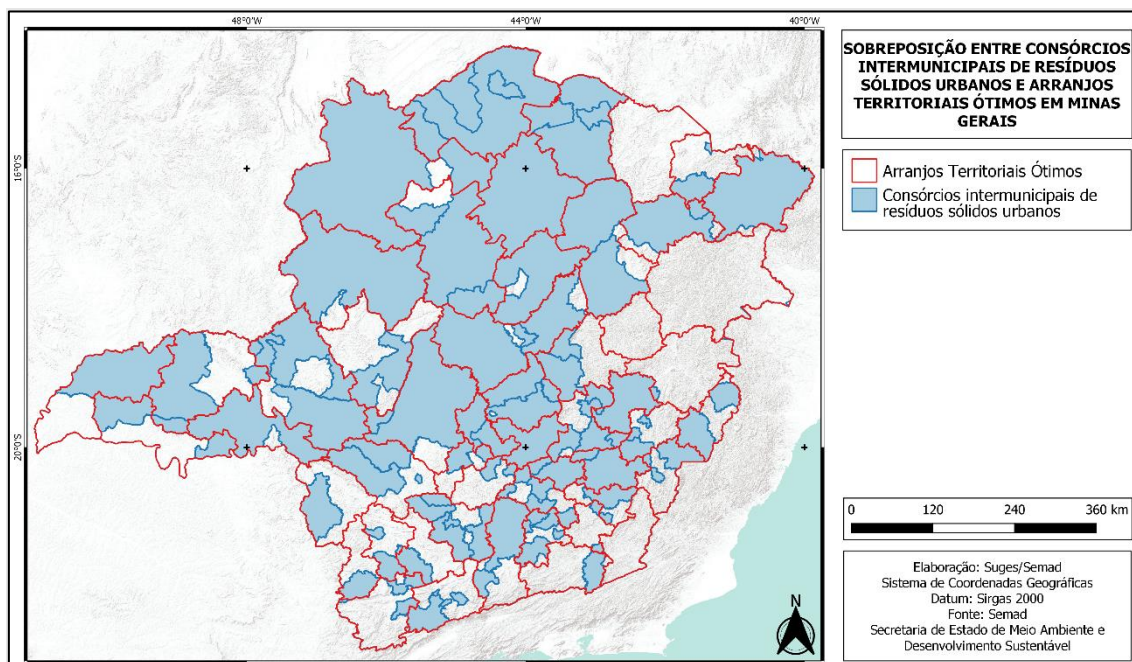 48°0'W
44°0'W
40°0'W
16°0'S
20°0'S
SOBREPOSIÇÃO ENTRE CONSÓRCIOS
INTERMUNICIPAIS DE RESÍDUOS
SÓLIDOS URBANOS E ARRANJOS
TERRITORIAIS ÓTIMOS EM MINAS
GERAIS
Arranjos Territoriais Ótimos
Consórcios intermunicipais de
resíduos sólidos urbanos
0 120 240 360 km
Elaboração: Suges/Semad
Sistema de Coordenadas Geográficas
Datum: Sirgas 2000
Fonte: Semad
Secretaria de Estado de Meio Ambiente e
Desenvolvimento Sustentável
N